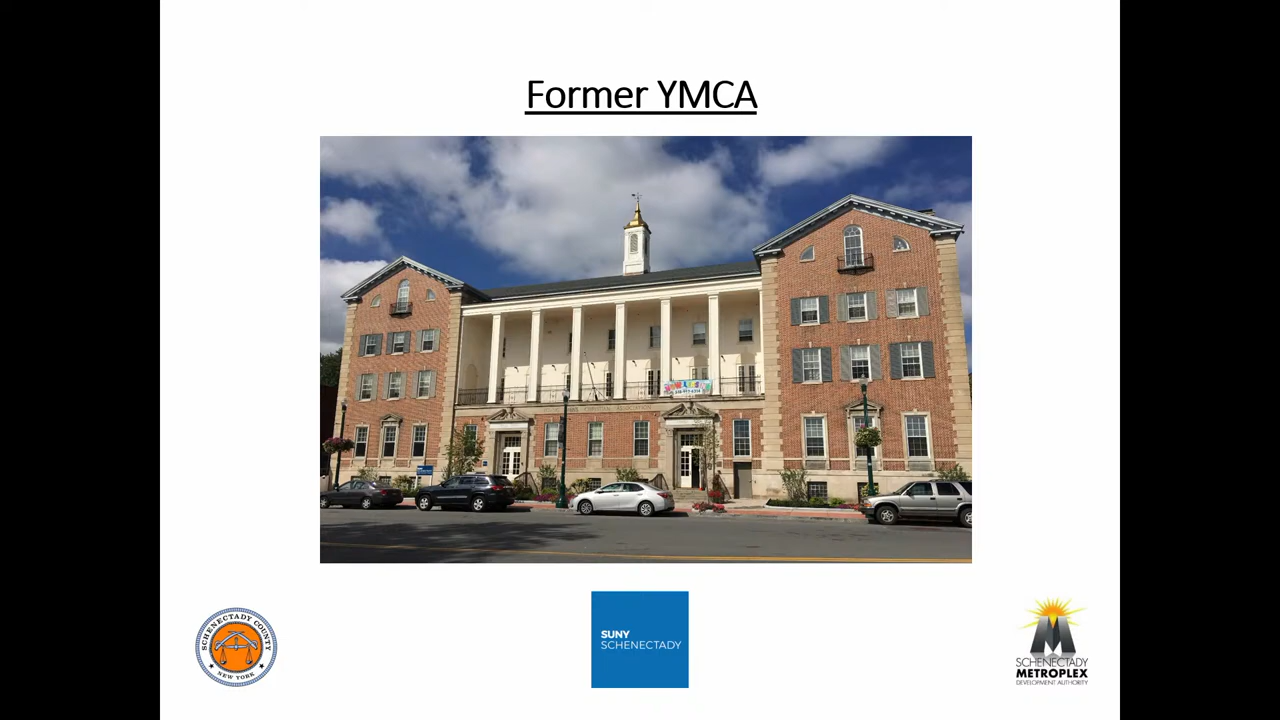 Former YMCA
SCHENECTADY COUNTY
NEW YORK
SUNY
SCHENECTADY
SCHENECTADY
METROPLEX
DEVELOPMENT AUTHORITY